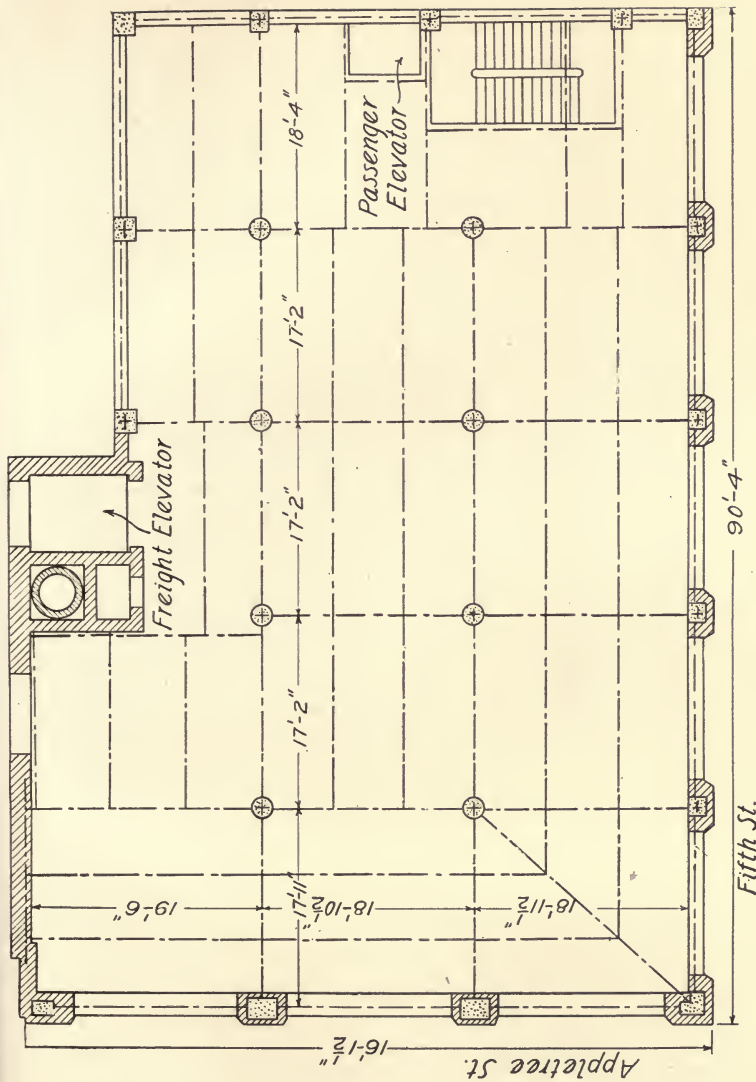 18'-4"
Passenger
Elevator
17'-2"
Freight Elevator
17'-2"
17'-2"
90'-4"
17'-11"
19'-6"
18'-10½"
18'-11½"
Fifth St.
16'-1½"
Appletree St.